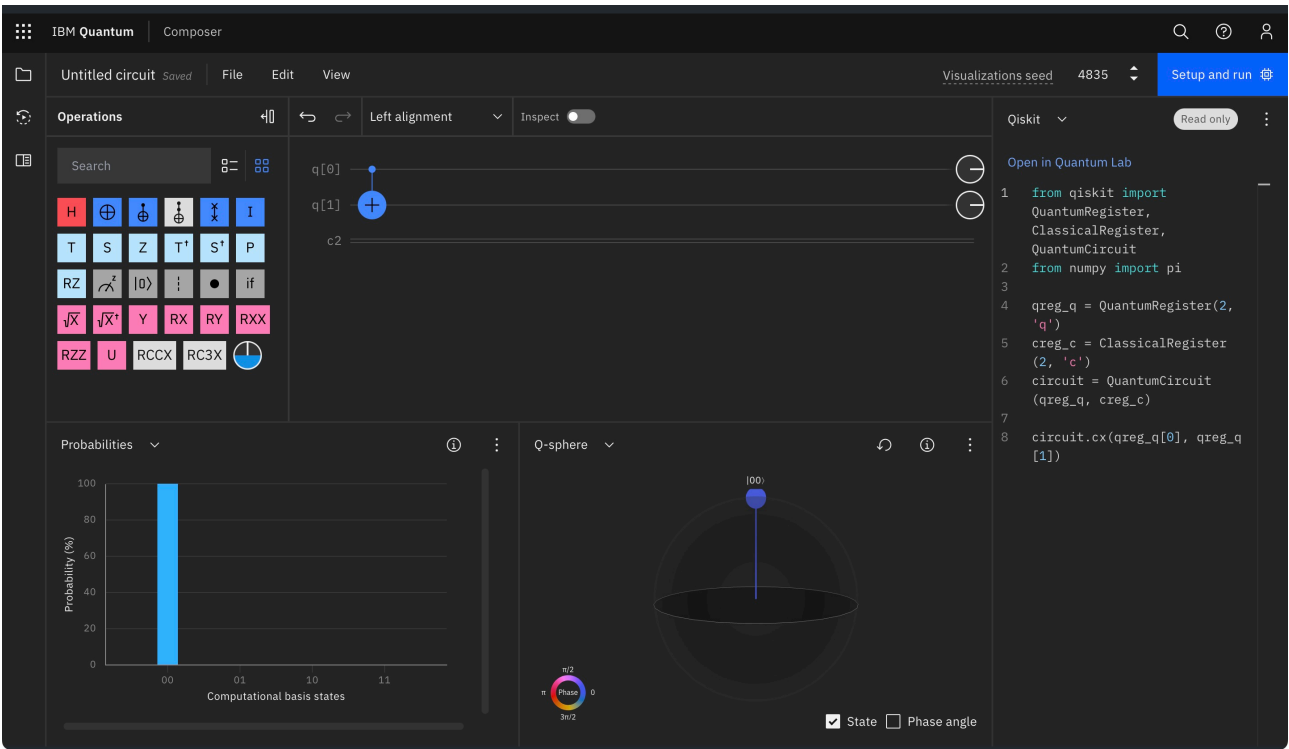 IBM Quantum Composer
Untitled circuit Saved File Edit View Visualizations seed 4835 Setup and run
Operations
Left alignment Inspect
Search
H T† I
T S Z T† S† P
RZ z |0⟩ if
√X √X† Y RX RY RXX
RZZ U RCCX RC3X
q[0]
q[1]
c2
Qiskit Read only
Open in Quantum Lab
1 from qiskit import
QuantumRegister,
ClassicalRegister,
QuantumCircuit
2 from numpy import pi
3
4 qreg_q = QuantumRegister(2,
'q')
5 creg_c = ClassicalRegister
(2, 'c')
6 circuit = QuantumCircuit
(qreg_q, creg_c)
7
8 circuit.cx(qreg_q[0], qreg_q
[1])
Probabilities
Probability (%)
100
80
60
40
20
0
00 01 10 11
Computational basis states
Q-sphere
|00⟩
π/2
π Phase 0
3π/2
State Phase angle